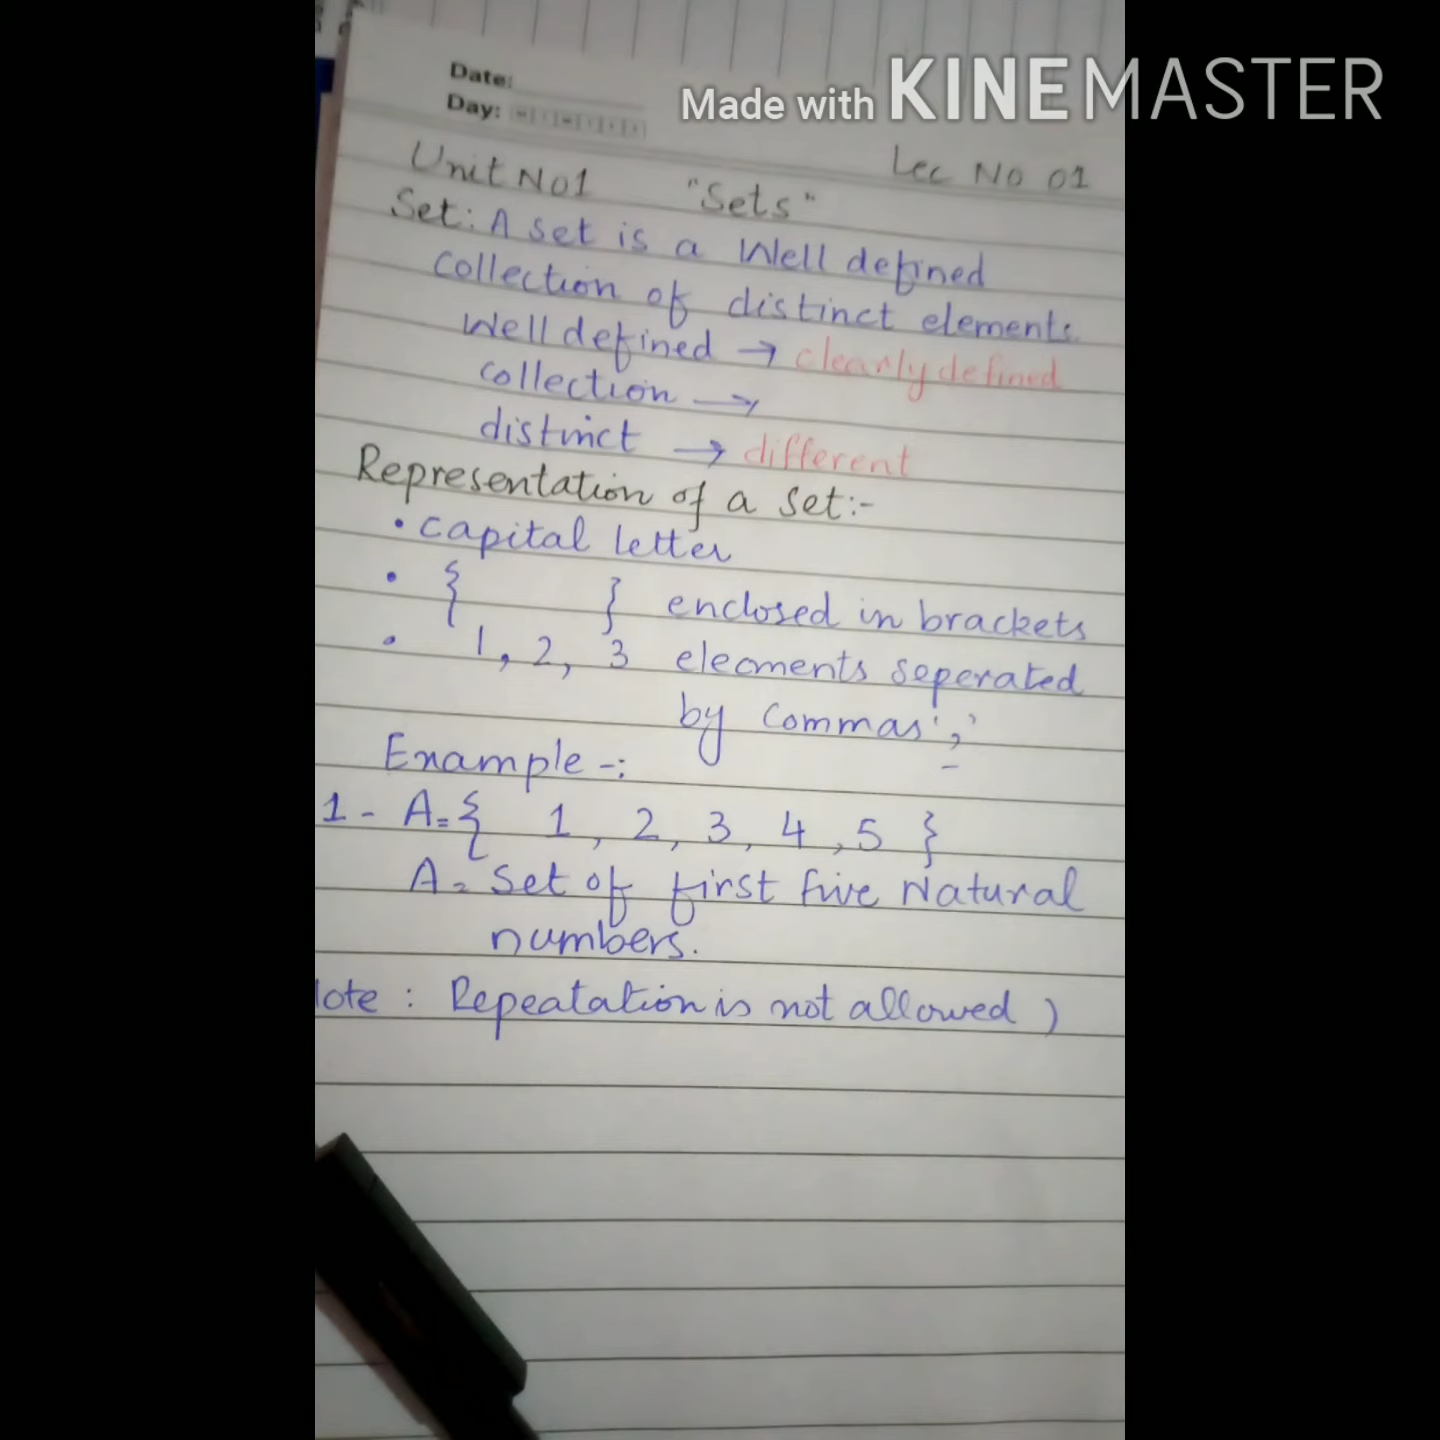 Date:
Day:
Made with KINEMASTER
Lec No 01
Unit No1 "Sets"
Set: A set is a Well defined
collection of distinct elements
Well defined → clearly defined
collection →
distinct → different
Representation of a set:-
• capital letter
• { } enclosed in brackets
• 1, 2, 3 elecments seperated
by commas ','
Example -:
1 - A = { 1, 2, 3, 4, 5 }
A = set of first five Natural
numbers.
ote : Repeatation is not allowed )